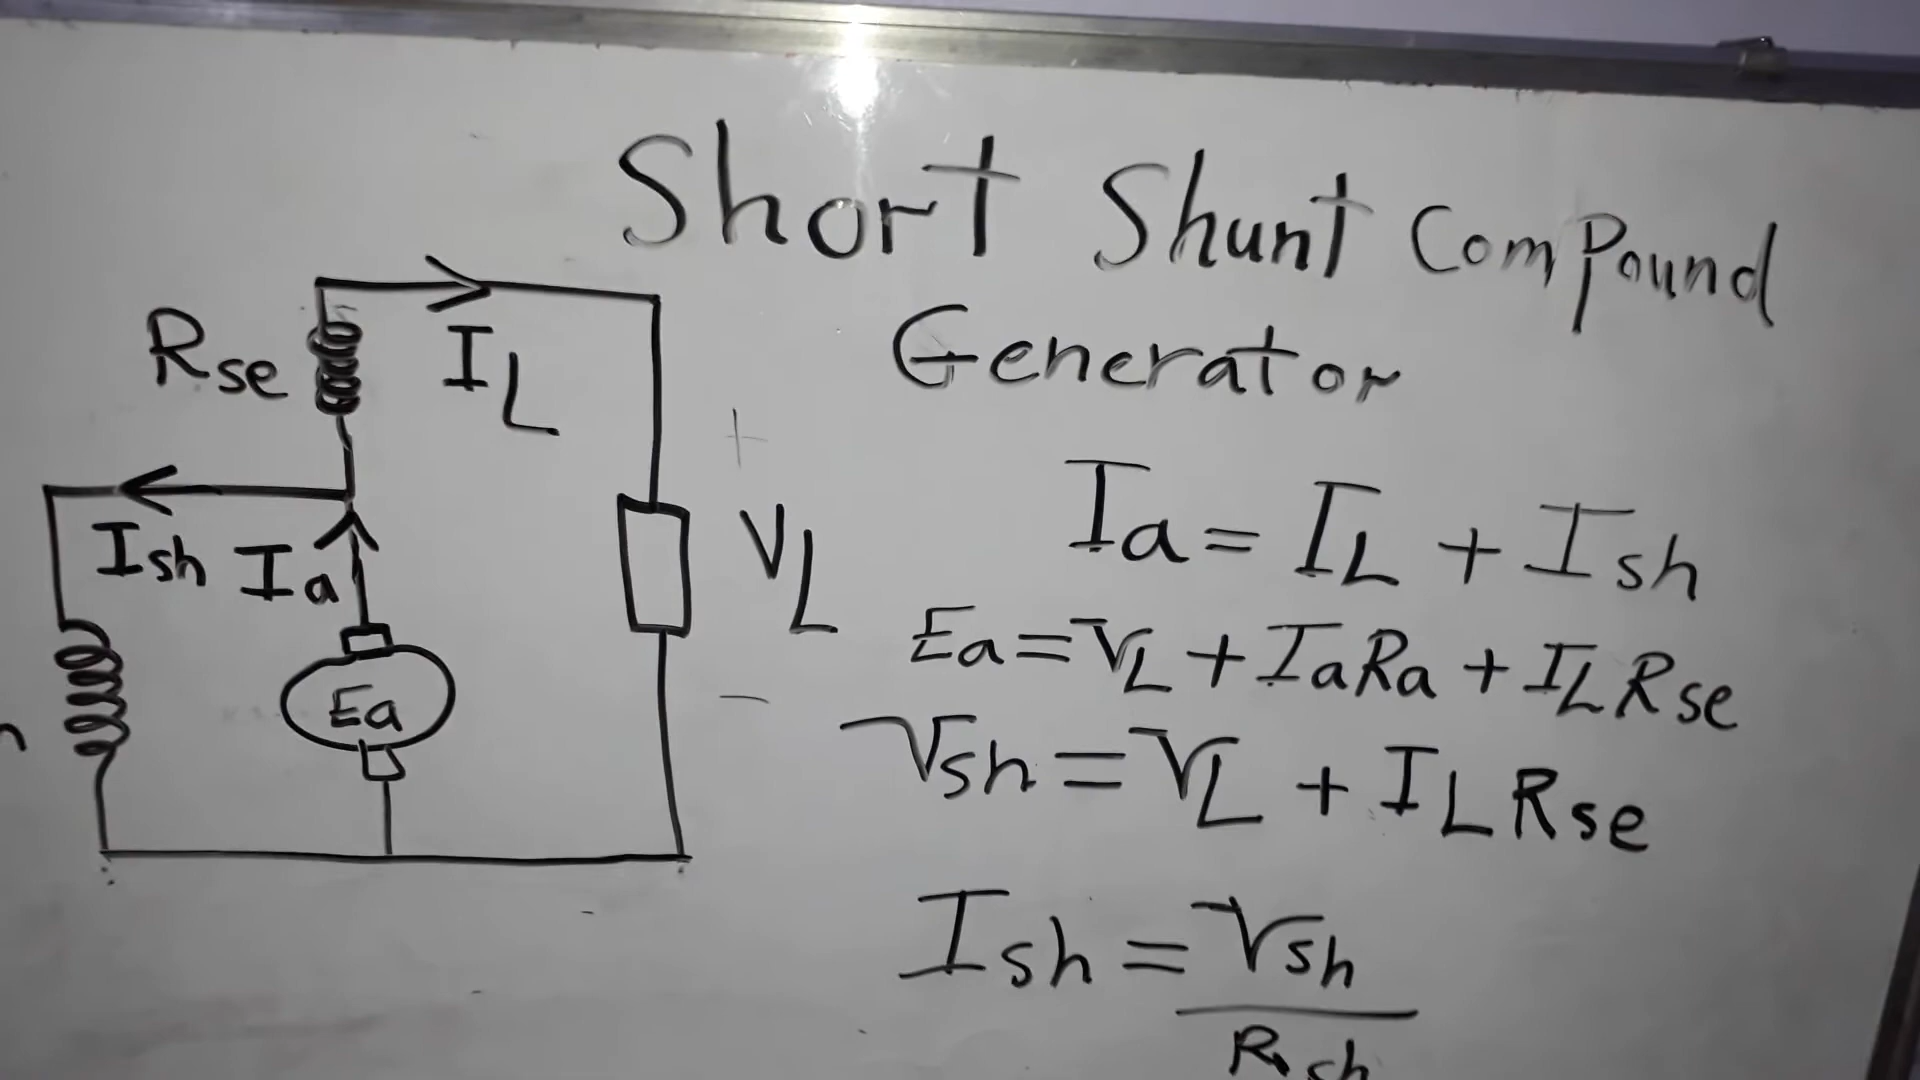 Short Shunt Compound
Generator
Rse
IL
+
Ish
Ia
VL
Ea
-
Ia = IL + Ish
Ea = VL + IaRa + ILRse
Vsh = VL + ILRse
Ish = Vsh
Rsh